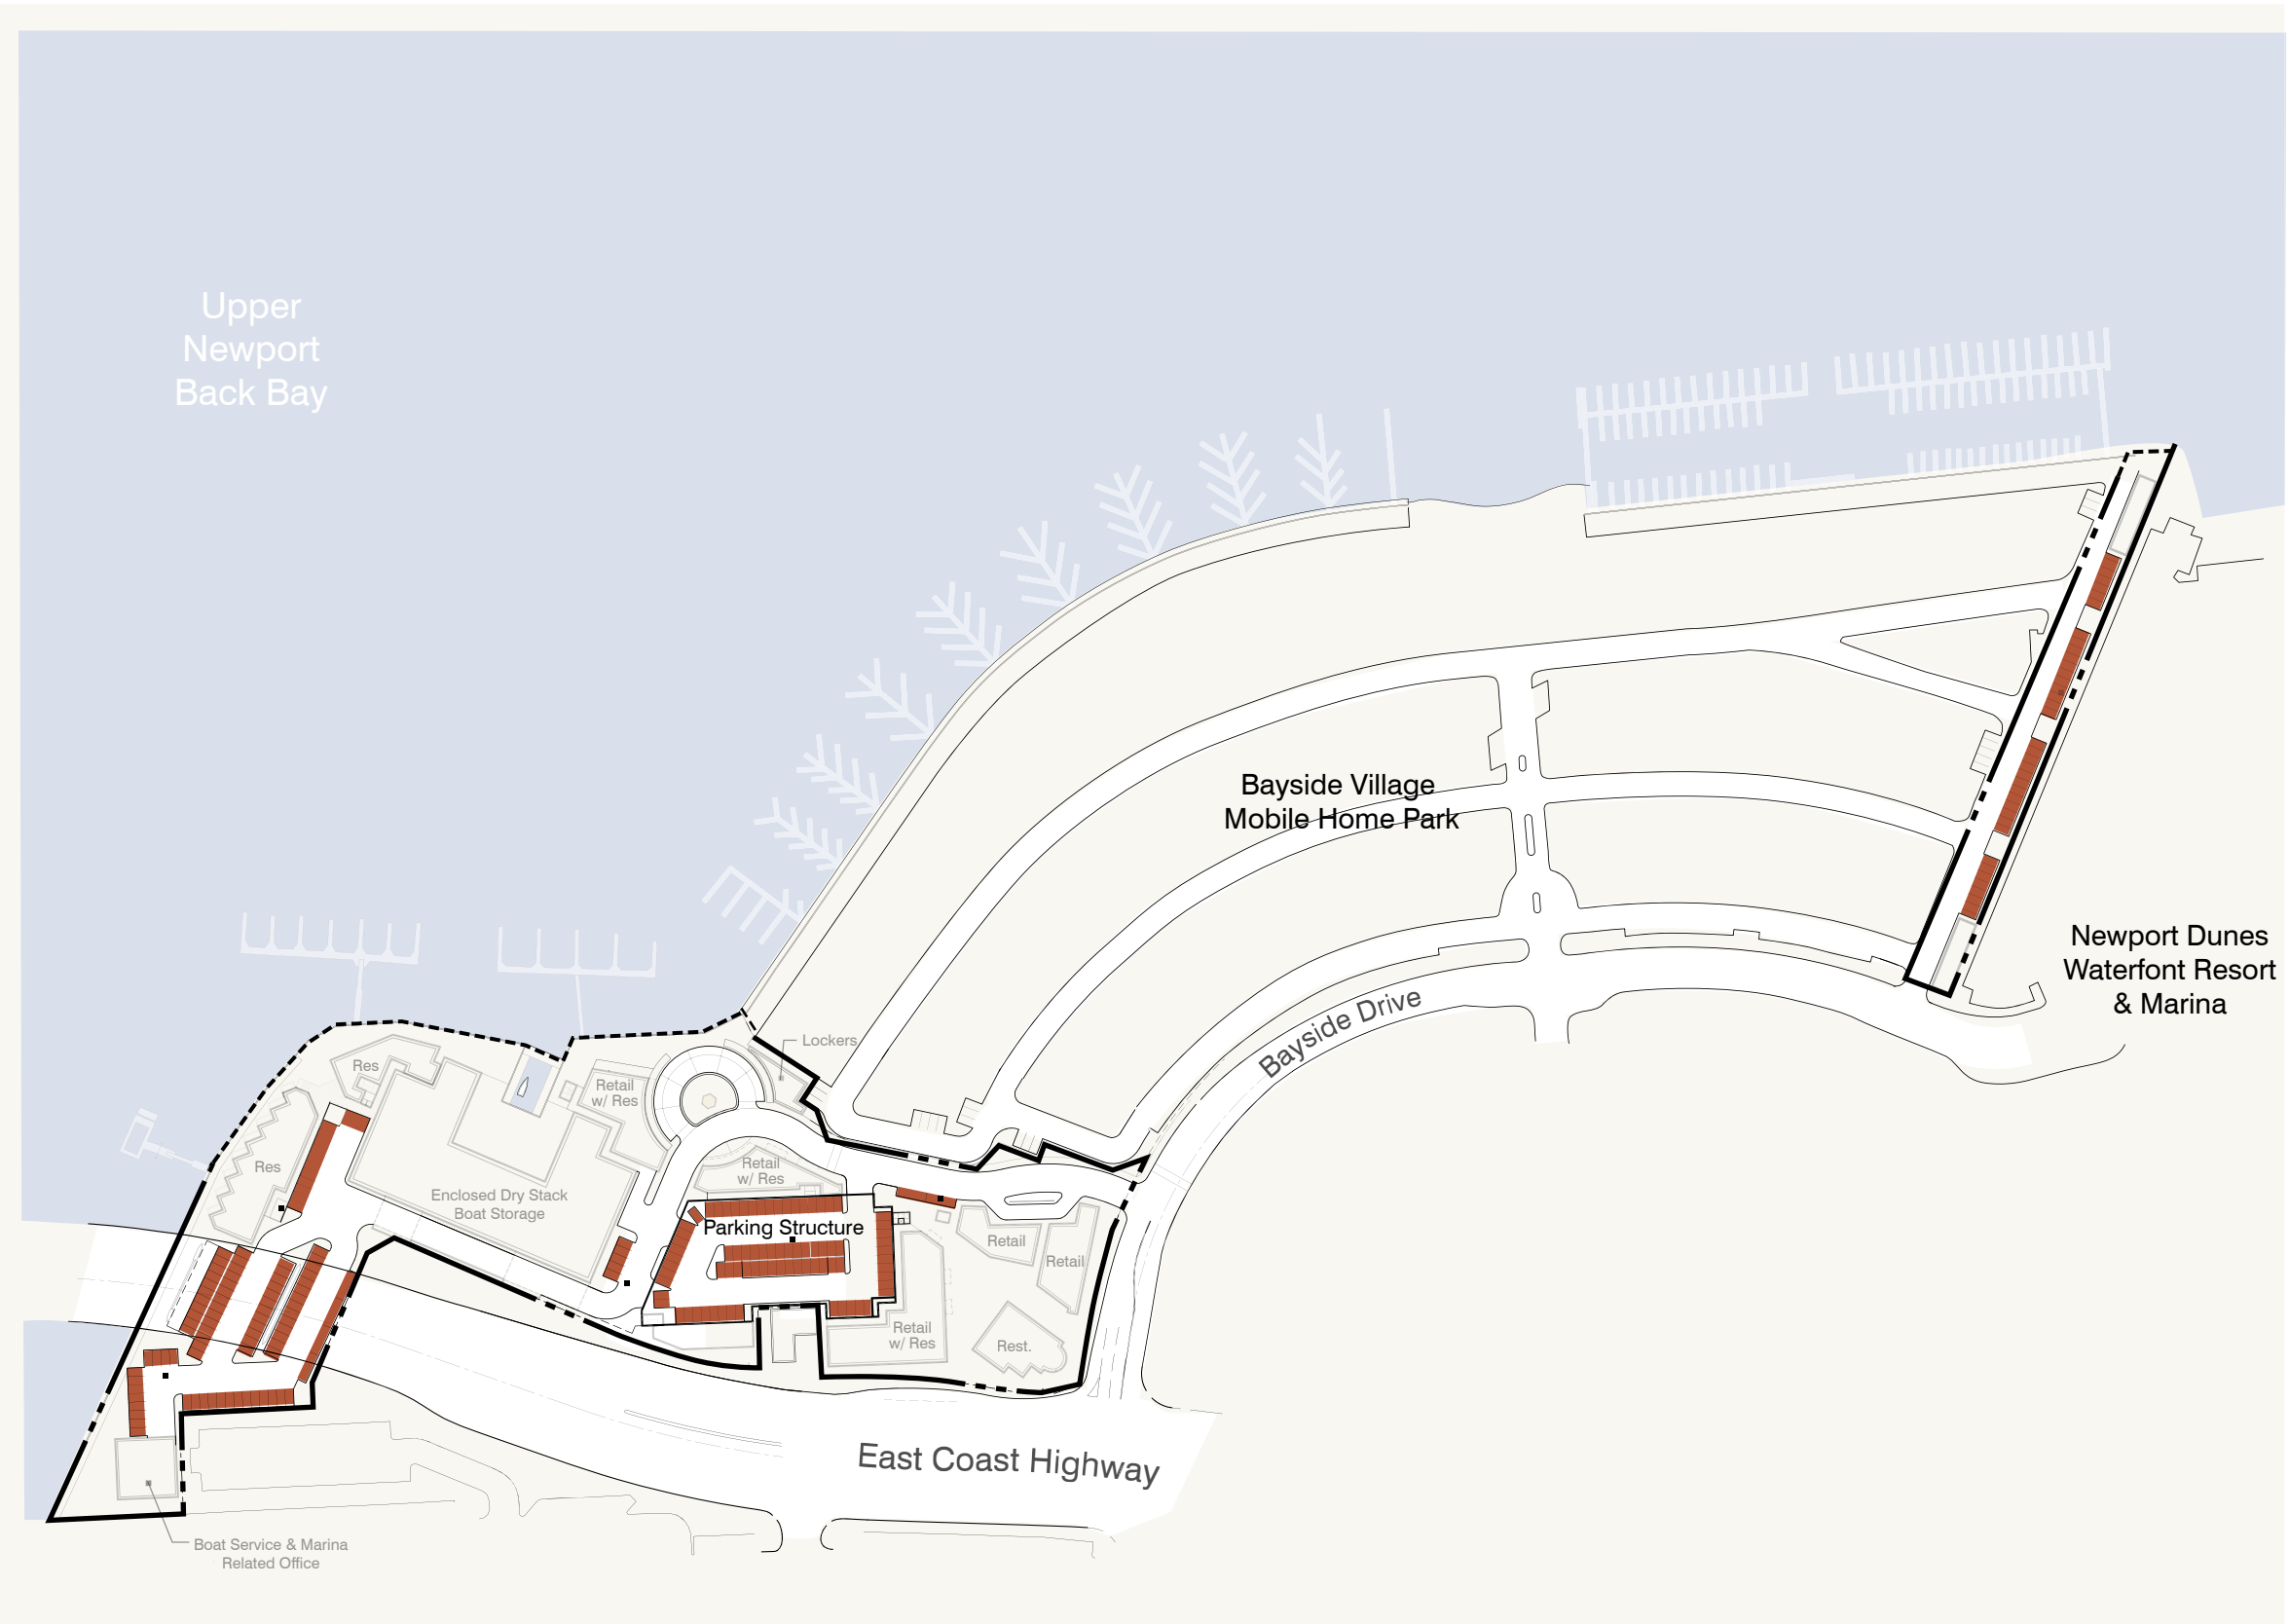 Upper
Newport
Back Bay
Bayside Village
Mobile Home Park
Newport Dunes
Waterfont Resort
& Marina
Bayside Drive
Lockers
Res
Retail
w/ Res
Res
Enclosed Dry Stack
Boat Storage
Retail
w/ Res
Parking Structure
Retail
Retail
Retail
w/ Res
Rest.
East Coast Highway
Boat Service & Marina
Related Office